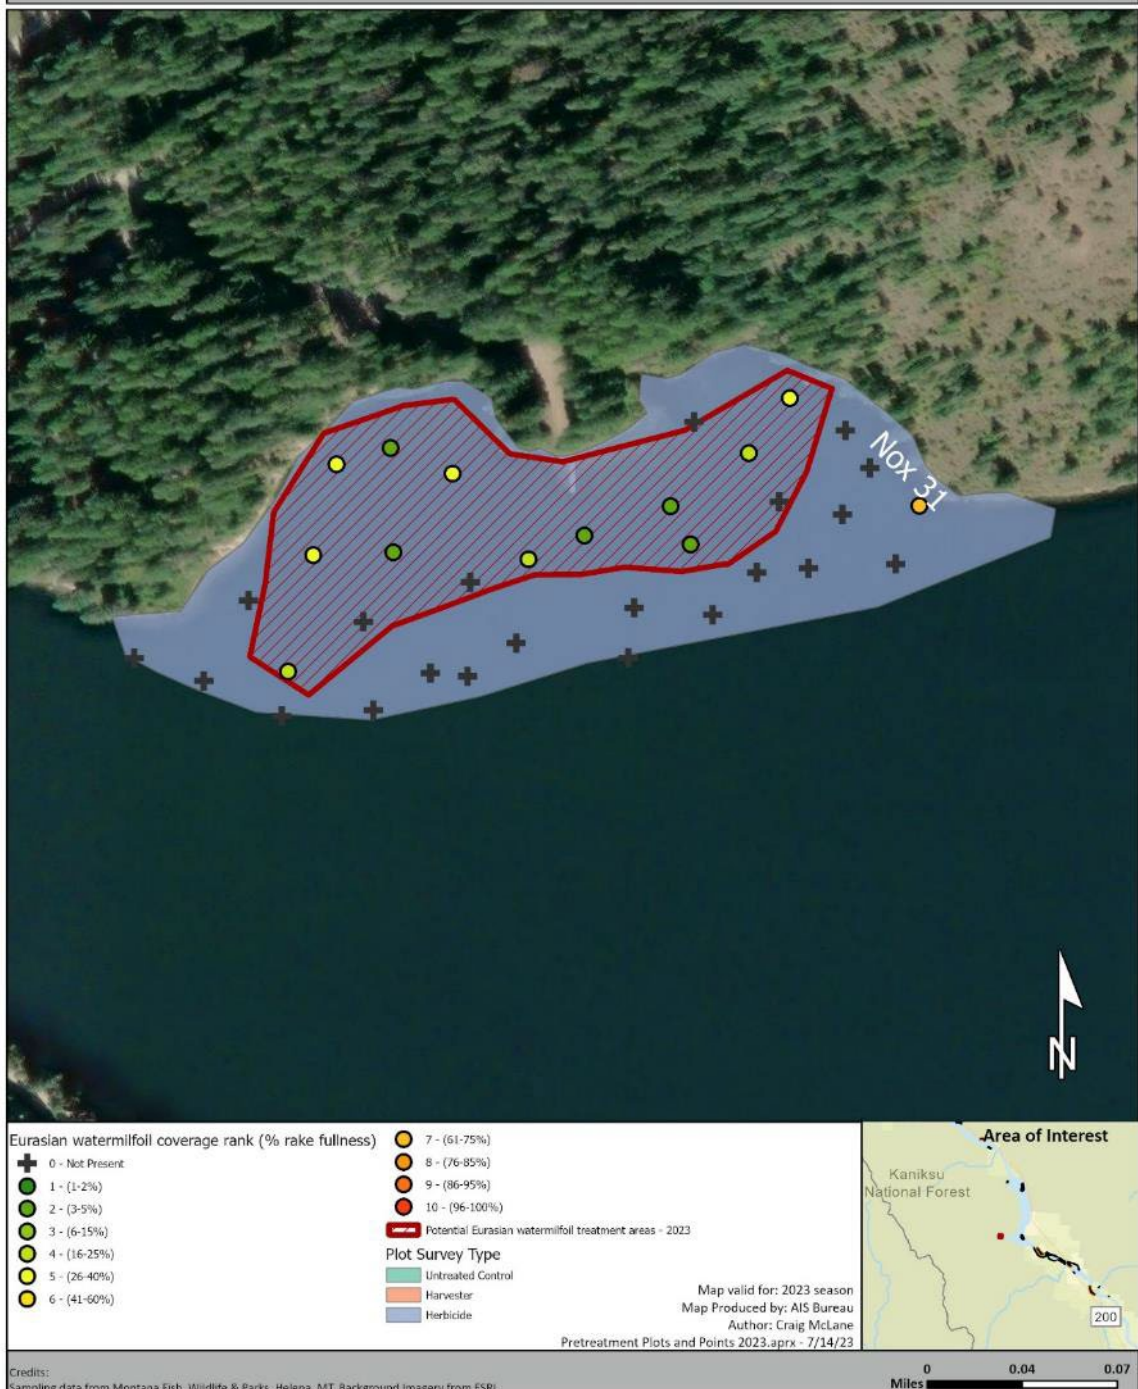 Nox 31
N
Eurasian watermilfoil coverage rank (% rake fullness)
0 - Not Present
1 - (1-2%)
2 - (3-5%)
3 - (6-15%)
4 - (16-25%)
5 - (26-40%)
6 - (41-60%)
7 - (61-75%)
8 - (76-85%)
9 - (86-95%)
10 - (96-100%)
Potential Eurasian watermilfoil treatment areas - 2023
Plot Survey Type
Untreated Control
Harvester
Herbicide
Map valid for: 2023 season
Map Produced by: AIS Bureau
Author: Craig McLane
Pretreatment Plots and Points 2023.aprx - 7/14/23
Area of Interest
Kaniksu
National Forest
200
Credits:
Sampling data from Montana Fish, Wildlife & Parks, Helena, MT. Background Imagery from ESRI
0 0.04 0.07
Miles